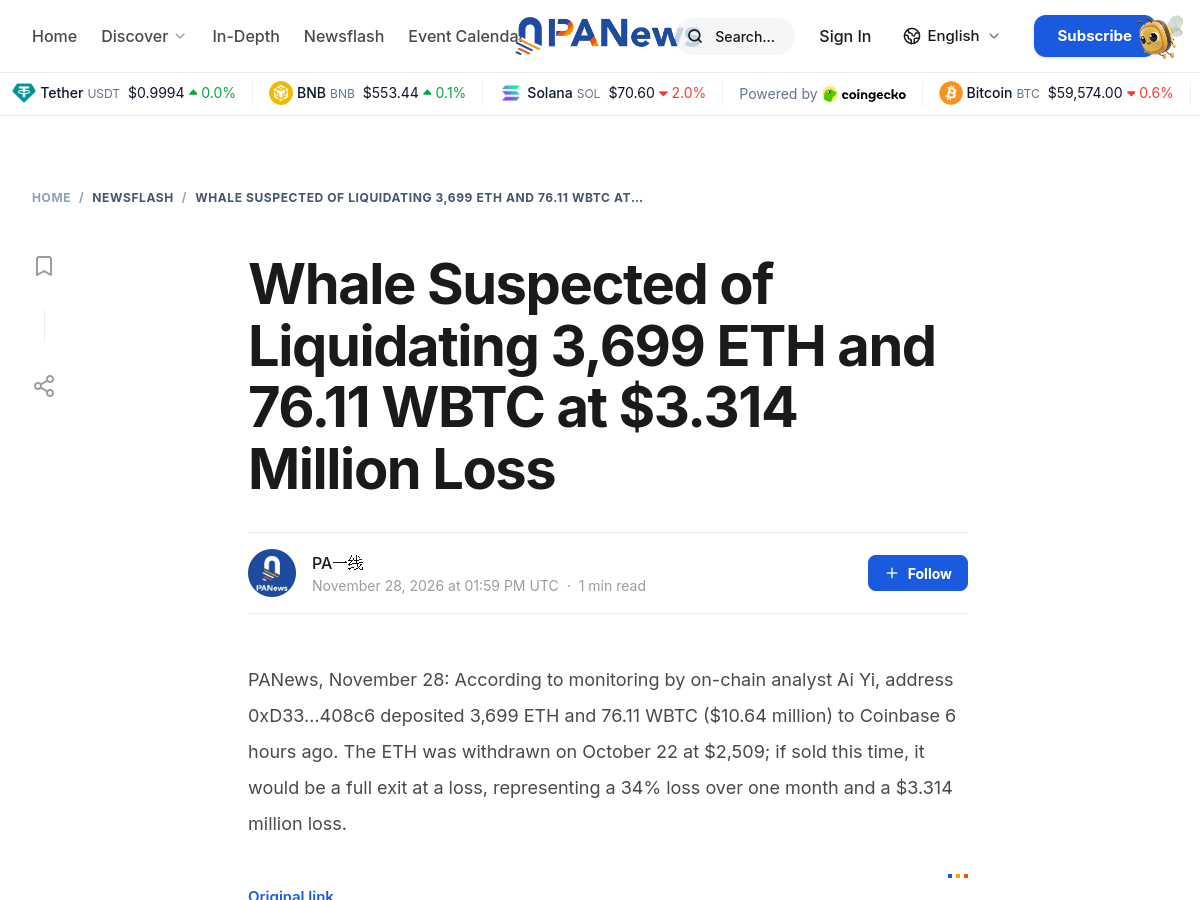 Home Discover In-Depth Newsflash Event Calendar PANews Search... Sign In English Subscribe
Tether USDT $0.9994 0.0% BNB BNB $553.44 0.1% Solana SOL $70.60 2.0% Powered by coingecko Bitcoin BTC $59,574.00 0.6%
HOME / NEWSFLASH / WHALE SUSPECTED OF LIQUIDATING 3,699 ETH AND 76.11 WBTC AT...
Whale Suspected of
Liquidating 3,699 ETH and
76.11 WBTC at $3.314
Million Loss
PANews
PA一线
November 28, 2026 at 01:59 PM UTC · 1 min read
+ Follow
PANews, November 28: According to monitoring by on-chain analyst Ai Yi, address
0xD33...408c6 deposited 3,699 ETH and 76.11 WBTC ($10.64 million) to Coinbase 6
hours ago. The ETH was withdrawn on October 22 at $2,509; if sold this time, it
would be a full exit at a loss, representing a 34% loss over one month and a $3.314
million loss.
Original link